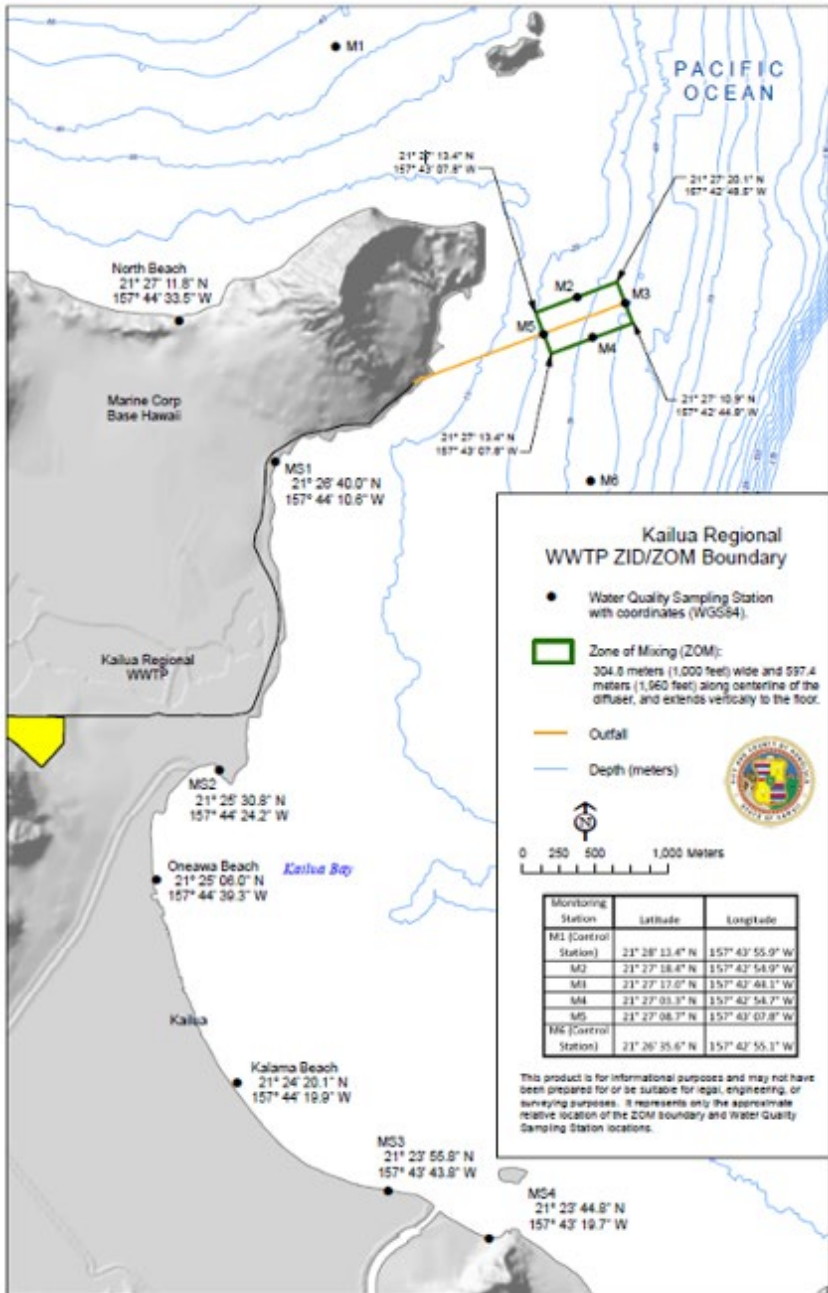 M1
PACIFIC
OCEAN
157° 43' 07.8" W
21° 27' 20.1" N
157° 42' 48.5" W
North Beach
21° 27' 11.8" N
157° 44' 33.5" W
M2
M3
M5
M4
Marine Corp
Base Hawaii
21° 27' 10.9" N
157° 42' 44.9" W
21° 27' 13.4" N
157° 43' 07.8" W
MS1
21° 26' 40.0" N
157° 44' 10.6" W
M6
Kailua Regional
WWTP ZID/ZOM Boundary
Water Quality Sampling Station
with coordinates (WGS84).
Zone of Mixing (ZOM):
304.8 meters (1,000 feet) wide and 597.4
meters (1,960 feet) along centerline of the
diffuser, and extends vertically to the floor.
Outfall
Depth (meters)
N
0 250 500 1,000 Meters
Kailua Regional
WWTP
MS2
21° 25' 30.8" N
157° 44' 24.2" W
Oneawa Beach
21° 25' 06.0" N
157° 44' 39.3" W
Kailua Bay
Kailua
Kalama Beach
21° 24' 20.1" N
157° 44' 19.9" W
MS3
21° 23' 55.8" N
157° 43' 43.8" W
MS4
21° 23' 44.8" N
157° 43' 19.7" W
Monitoring
Station Latitude Longitude
M1 (Control
Station) 21° 28' 13.4" N 157° 43' 55.9" W
M2 21° 27' 18.4" N 157° 42' 54.9" W
M3 21° 27' 17.0" N 157° 42' 48.1" W
M4 21° 27' 03.3" N 157° 42' 54.7" W
M5 21° 27' 08.7" N 157° 43' 07.8" W
M6 (Control
Station) 21° 26' 35.6" N 157° 42' 55.1" W
This product is for informational purposes and may not have
been prepared for or be suitable for legal, engineering, or
surveying purposes. It represents only the approximate
relative location of the ZOM boundary and Water Quality
Sampling Station locations.